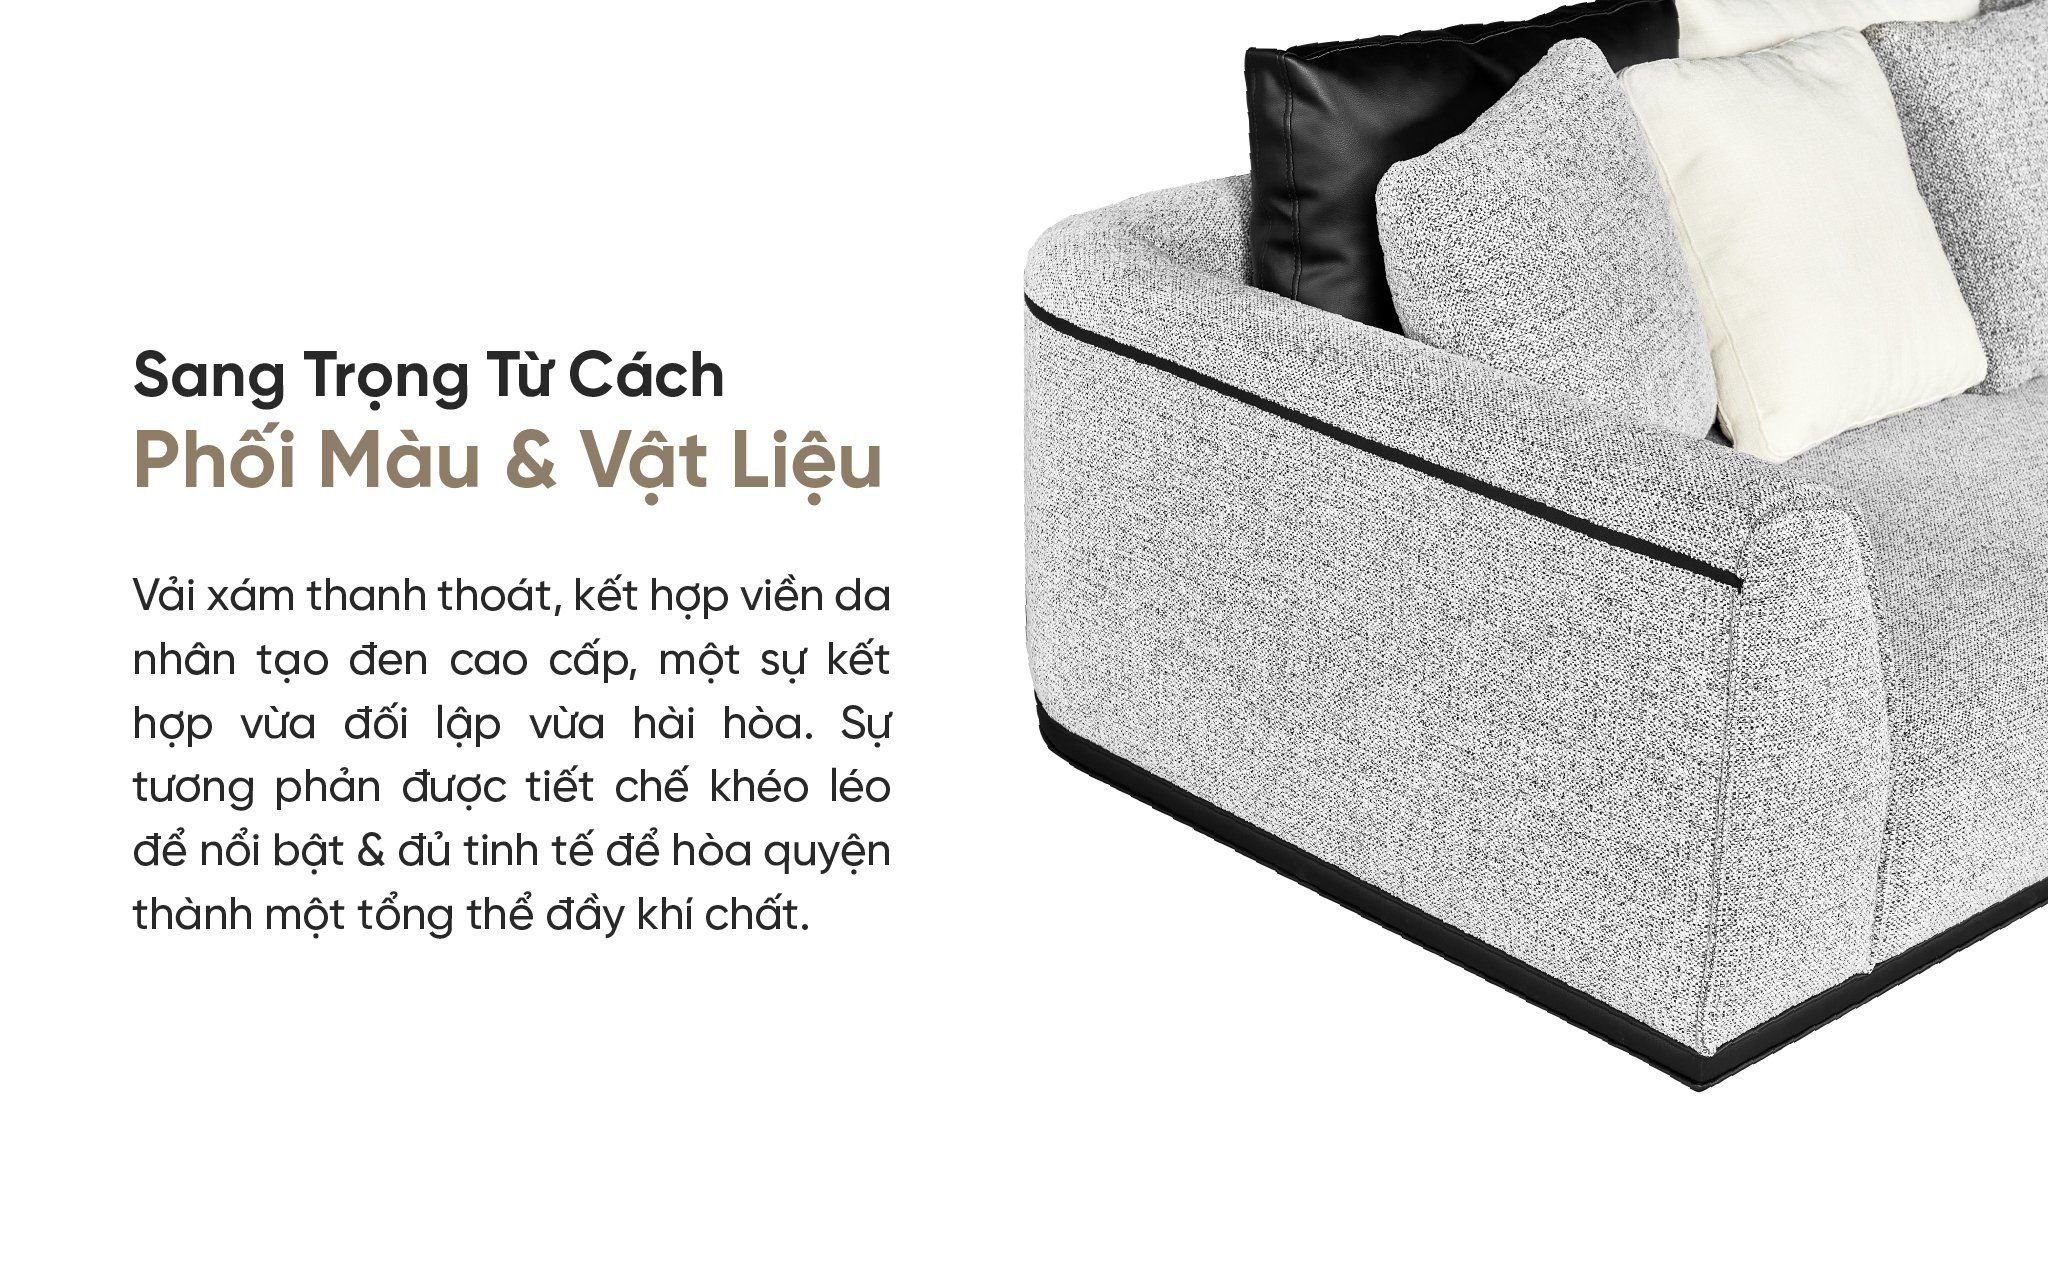 Sang Trọng Từ Cách
Phối Màu & Vật Liệu
Vải xám thanh thoát, kết hợp viền da
nhân tạo đen cao cấp, một sự kết
hợp vừa đối lập vừa hài hòa. Sự
tương phản được tiết chế khéo léo
để nổi bật & đủ tinh tế để hòa quyện
thành một tổng thể đầy khí chất.